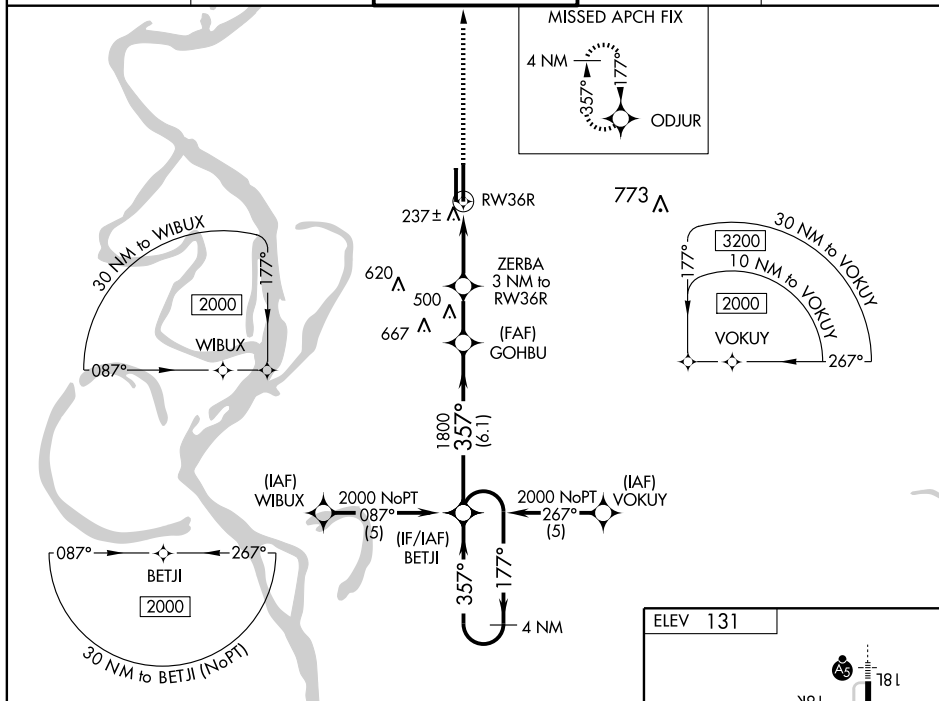 MISSED APCH FIX
4 NM
357°
177°
ODJUR
RW36R
237±
773
620
500
667
ZERBA
3 NM to
RW36R
(FAF)
GOHBU
30 NM to WIBUX
177°
2000
WIBUX
087°
30 NM to VOKUY
3200
10 NM to VOKUY
177°
2000
VOKUY
267°
1800
357°
(6.1)
(IAF)
WIBUX
2000 NoPT
087°
(5)
(IF/IAF)
BETJI
2000 NoPT
267°
(5)
(IAF)
VOKUY
357°
177°
4 NM
087°
267°
BETJI
2000
30 NM to BETJI (NoPT)
ELEV 131
A5
18L